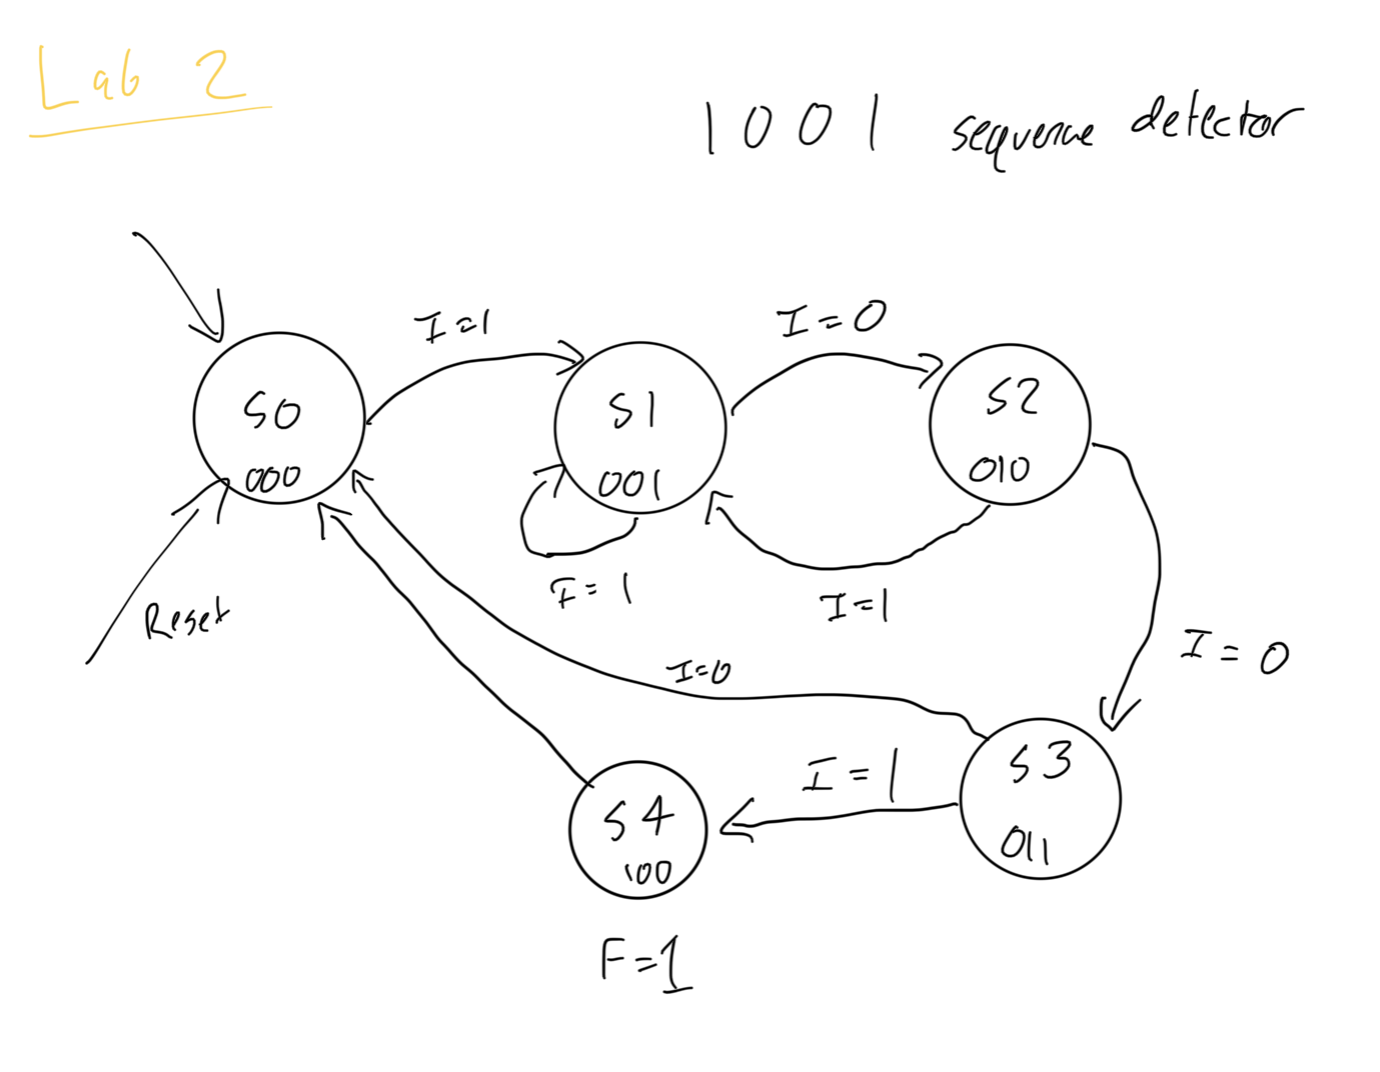 Lab 2
1001 sequence detector
I=1
I=0
S0
000
S1
001
S2
010
I=1
I=1
Reset
I=0
I=0
I=1
S3
011
S4
100
F=1